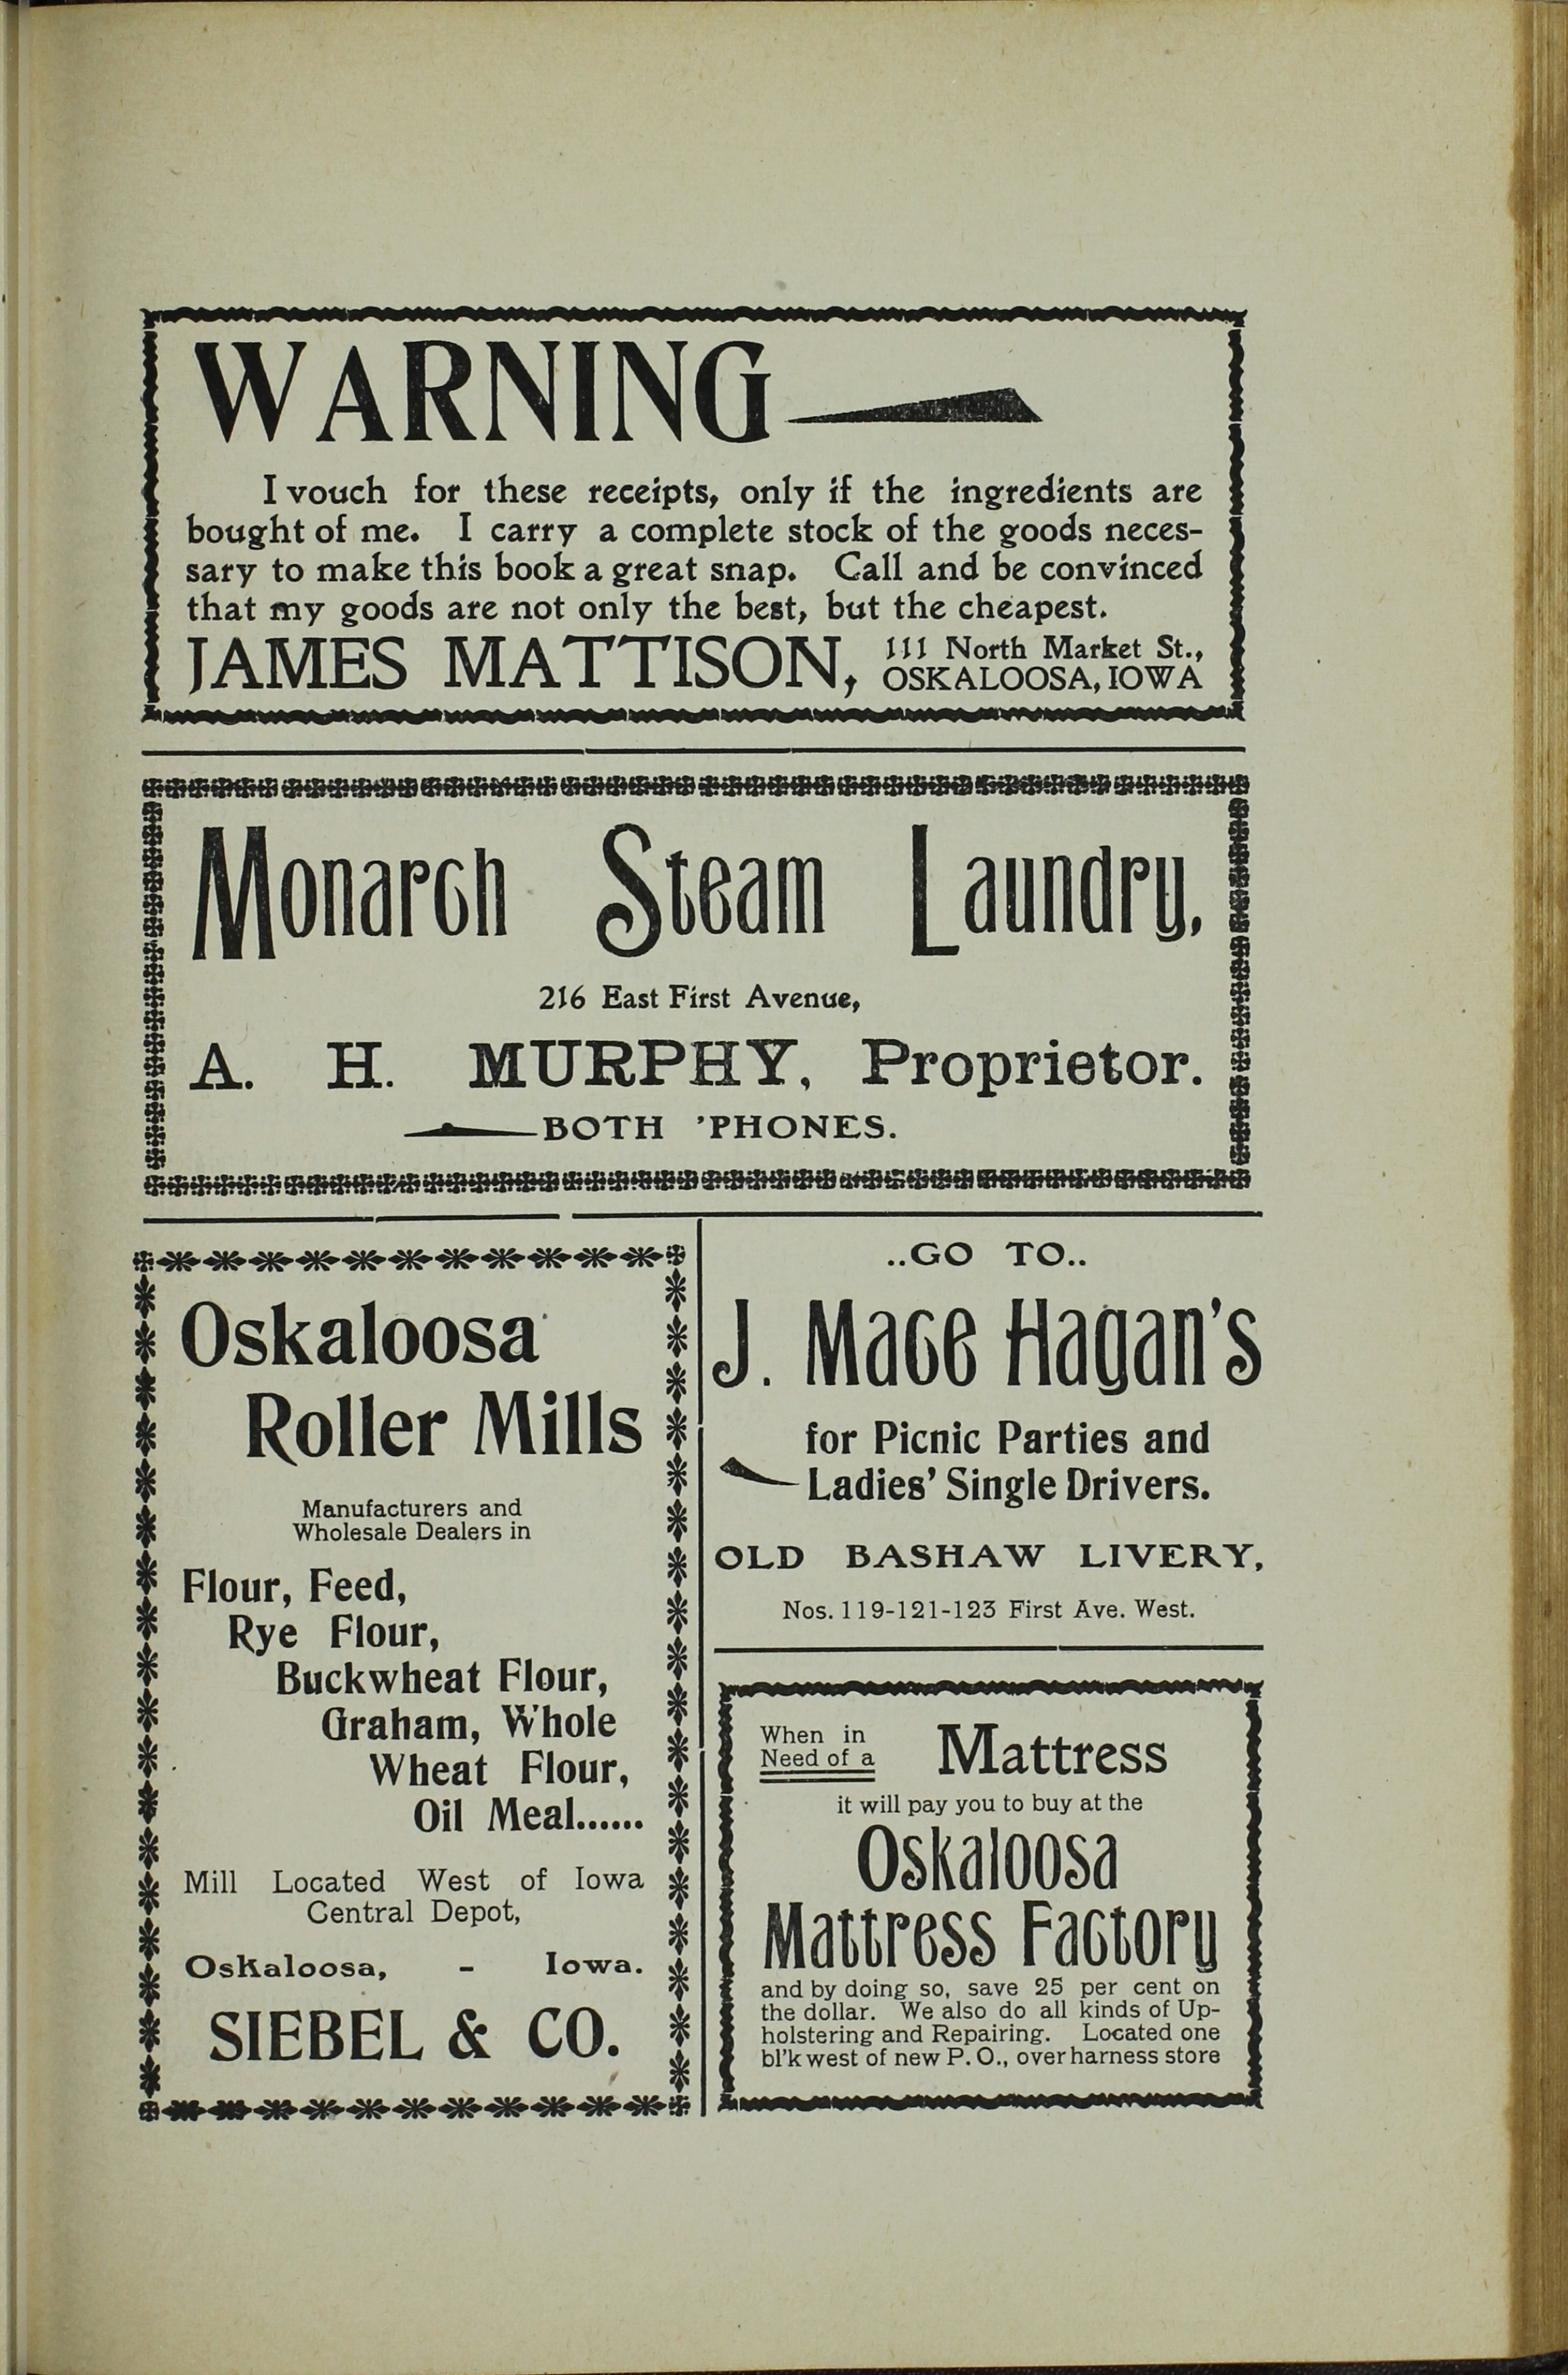 WARNING
I vouch for these receipts, only if the ingredients are
bought of me. I carry a complete stock of the goods neces-
sary to make this book a great snap. Call and be convinced
that my goods are not only the best, but the cheapest.
JAMES MATTISON, 111 North Market St.,
OSKALOOSA, IOWA
Monarch Steam Laundry,
216 East First Avenue,
A. H. MURPHY, Proprietor.
BOTH 'PHONES.
Oskaloosa
Roller Mills
Manufacturers and
Wholesale Dealers in
Flour, Feed,
Rye Flour,
Buckwheat Flour,
Graham, Whole
Wheat Flour,
Oil Meal......
Mill Located West of Iowa
Central Depot,
Oskaloosa, - Iowa.
SIEBEL & CO.
..GO TO..
J. Mace Hagan's
for Picnic Parties and
Ladies' Single Drivers.
OLD BASHAW LIVERY,
Nos. 119-121-123 First Ave. West.
When in
Need of a
Mattress
it will pay you to buy at the
Oskaloosa
Mattress Factory
and by doing so, save 25 per cent on
the dollar. We also do all kinds of Up-
holstering and Repairing. Located one
bl'k west of new P. O., over harness store